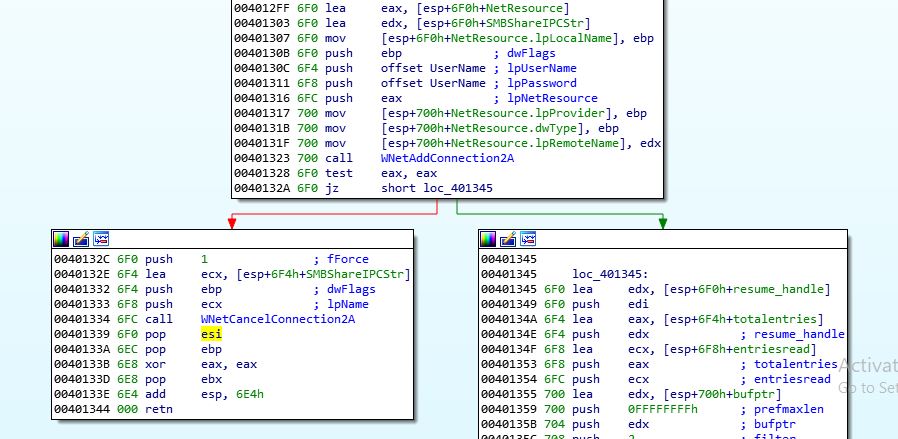 004012FF 6F0 lea eax, [esp+6F0h+NetResource]
00401303 6F0 lea edx, [esp+6F0h+SMBShareIPCStr]
00401307 6F0 mov [esp+6F0h+NetResource.lpLocalName], ebp
0040130B 6F0 push ebp ; dwFlags
0040130C 6F4 push offset UserName ; lpUserName
00401311 6F8 push offset UserName ; lpPassword
00401316 6FC push eax ; lpNetResource
00401317 700 mov [esp+700h+NetResource.lpProvider], ebp
0040131B 700 mov [esp+700h+NetResource.dwType], ebp
0040131F 700 mov [esp+700h+NetResource.lpRemoteName], edx
00401323 700 call WNetAddConnection2A
00401328 6F0 test eax, eax
0040132A 6F0 jz short loc_401345
0040132C 6F0 push 1 ; fForce
0040132E 6F4 lea ecx, [esp+6F4h+SMBShareIPCStr]
00401332 6F4 push ebp ; dwFlags
00401333 6F8 push ecx ; lpName
00401334 6FC call WNetCancelConnection2A
00401339 6F0 pop esi
0040133A 6EC pop ebp
0040133B 6E8 xor eax, eax
0040133D 6E8 pop ebx
0040133E 6E4 add esp, 6E4h
00401344 000 retn
00401345
00401345 loc_401345:
00401345 6F0 lea edx, [esp+6F0h+resume_handle]
00401349 6F0 push edi
0040134A 6F4 lea eax, [esp+6F4h+totalentries]
0040134E 6F4 push edx ; resume_handle
0040134F 6F8 lea ecx, [esp+6F8h+entriesread]
00401353 6F8 push eax ; totalentries
00401354 6FC push ecx ; entriesread
00401355 700 lea edx, [esp+700h+bufptr]
00401359 700 push 0FFFFFFFFh ; prefmaxlen
0040135B 704 push edx ; bufptr
0040135C 708 push 2 ; filter
Activat
Go to Set